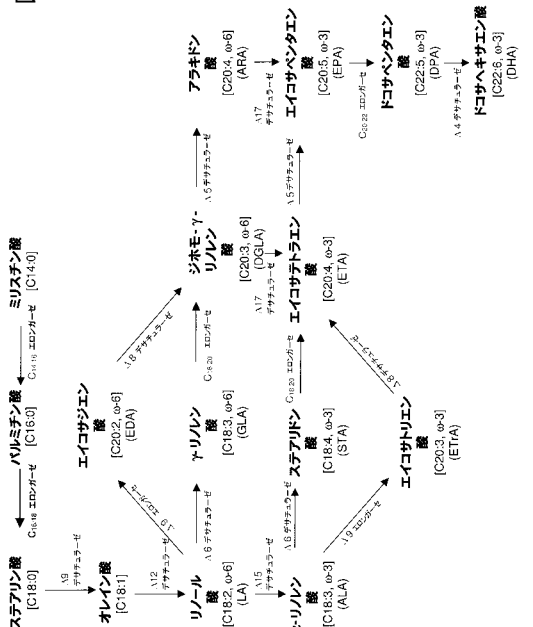 ミリスチン酸
[C14:0]
C14-16 エロンガーゼ
パルミチン酸
[C16:0]
C16-18 エロンガーゼ
ステアリン酸
[C18:0]
Δ9
デサチュラーゼ
オレイン酸
[C18:1]
Δ12
デサチュラーゼ
リノール
酸
[C18:2, ω-6]
(LA)
Δ9 エロンガーゼ
エイコサジエン
酸
[C20:2, ω-6]
(EDA)
Δ8 デサチュラーゼ
Δ6 デサチュラーゼ
γ-リノレン
酸
[C18:3, ω-6]
(GLA)
C18-20 エロンガーゼ
ジホモ-γ-
リノレン
酸
[C20:3, ω-6]
(DGLA)
Δ5 デサチュラーゼ
アラキドン
酸
[C20:4, ω-6]
(ARA)
Δ15
デサチュラーゼ
-リノレン
酸
[C18:3, ω-3]
(ALA)
Δ6 デサチュラーゼ
ステアリドン
酸
[C18:4, ω-3]
(STA)
C18-20 エロンガーゼ
Δ17
デサチュラーゼ
エイコサテトラエン
酸
[C20:4, ω-3]
(ETA)
Δ5デサチュラーゼ
Δ17
デサチュラーゼ
エイコサペンタエン
酸
[C20:5, ω-3]
(EPA)
Δ9 エロンガーゼ
エイコサトリエン
酸
[C20:3, ω-3]
(ETrA)
Δ8デサチュラーゼ
C20-22 エロンガーゼ
ドコサペンタエン
酸
[C22:5, ω-3]
(DPA)
Δ4 デサチュラーゼ
ドコサヘキサエン酸
[C22:6, ω-3]
(DHA)